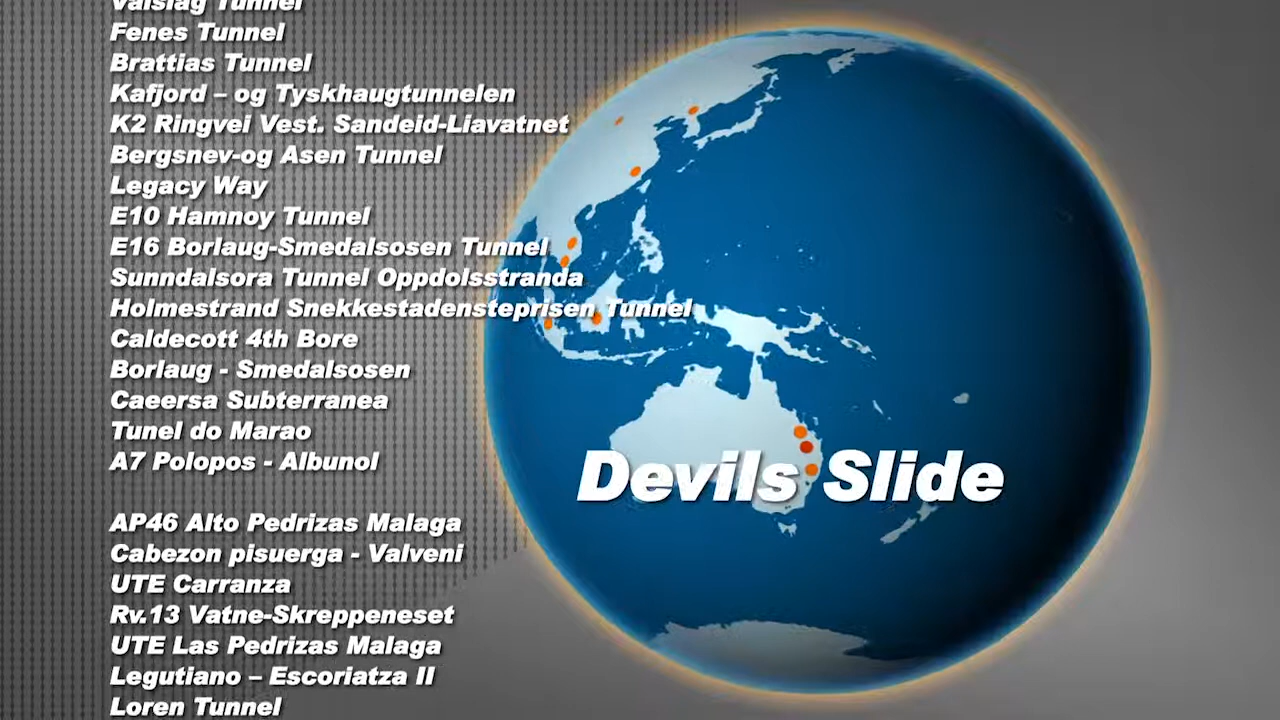 Valslag Tunnel
Fenes Tunnel
Brattias Tunnel
Kafjord – og Tyskhaugtunnelen
K2 Ringvei Vest. Sandeid-Liavatnet
Bergsnev-og Asen Tunnel
Legacy Way
E10 Hamnoy Tunnel
E16 Borlaug-Smedalsosen Tunnel
Sunndalsora Tunnel Oppdolsstranda
Holmestrand Snekkestadensteprisen Tunnel
Caldecott 4th Bore
Borlaug - Smedalsosen
Caeersa Subterranea
Tunel do Marao
A7 Polopos - Albunol
Devils Slide
AP46 Alto Pedrizas Malaga
Cabezon pisuerga - Valveni
UTE Carranza
Rv.13 Vatne-Skreppeneset
UTE Las Pedrizas Malaga
Legutiano – Escoriatza II
Loren Tunnel